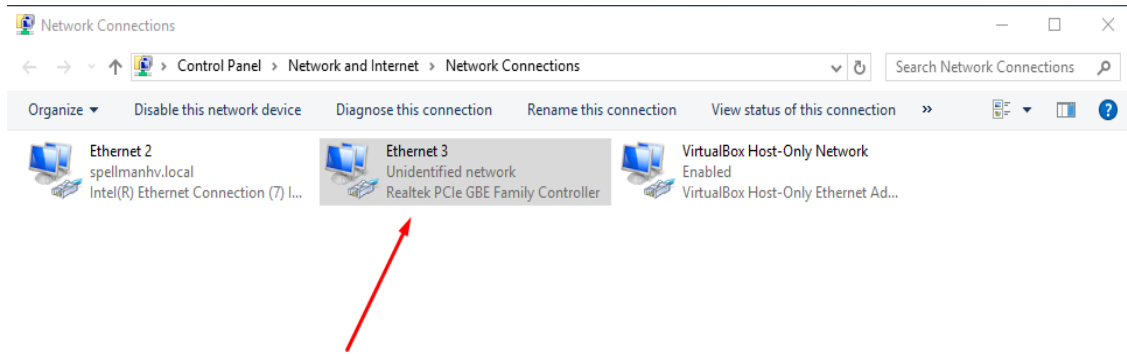 Network Connections
Control Panel > Network and Internet > Network Connections
Search Network Connections
Organize
Disable this network device
Diagnose this connection
Rename this connection
View status of this connection
»
Ethernet 2
spellmanhv.local
Intel(R) Ethernet Connection (7) I...
Ethernet 3
Unidentified network
Realtek PCIe GBE Family Controller
VirtualBox Host-Only Network
Enabled
VirtualBox Host-Only Ethernet Ad...